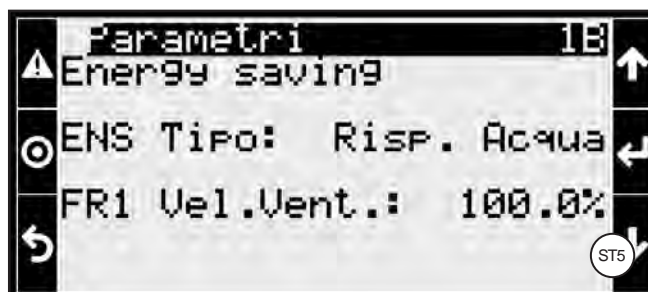 Parametri 1B
Energy saving
ENS Tipo: Risp. Acqua
FR1 Vel.Vent.: 100.0%
ST5